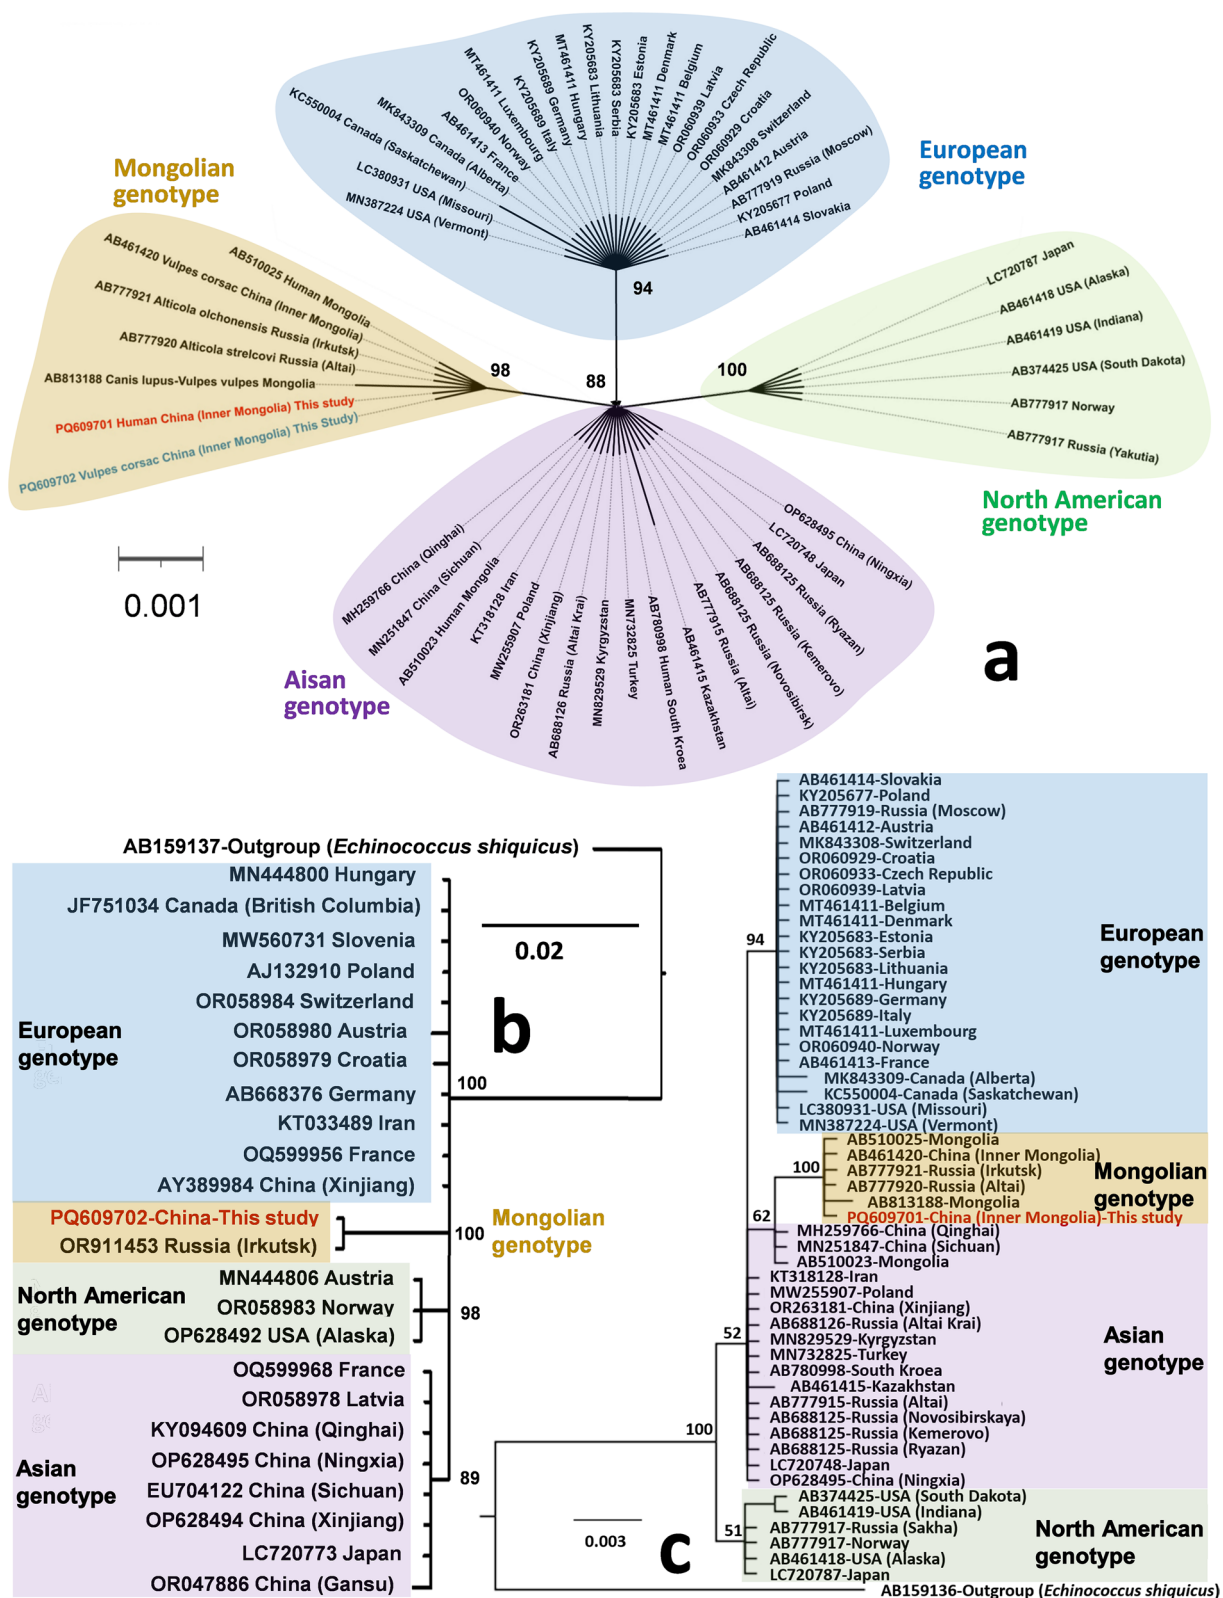 European
genotype
KC550004 Canada (Saskatchewan)
MK843309 Canada (Alberta)
LC380931 USA (Missouri)
MN387224 USA (Vermont)
AB461413 France
OR060940 Norway
MT461411 Luxembourg
KY205689 Italy
KY205689 Germany
MT461411 Hungary
KY205683 Lithuania
KY205683 Serbia
KY205683 Estonia
MT461411 Denmark
MT461411 Belgium
OR060939 Latvia
OR060933 Czech Republic
OR060929 Croatia
MK843308 Switzerland
AB461412 Austria
AB777919 Russia (Moscow)
KY205677 Poland
AB461414 Slovakia
94
Mongolian
genotype
AB510025 Human Mongolia
AB461420 Vulpes corsac China (Inner Mongolia)
AB777921 Alticola olchonensis Russia (Irkutsk)
AB777920 Alticola strelcovi Russia (Altai)
AB813188 Canis lupus-Vulpes vulpes Mongolia
PQ609701 Human China (Inner Mongolia) This study
PQ609702 Vulpes corsac China (Inner Mongolia) This Study)
98
88
100
LC720787 Japan
AB461418 USA (Alaska)
AB461419 USA (Indiana)
AB374425 USA (South Dakota)
AB777917 Norway
AB777917 Russia (Yakutia)
North American
genotype
0.001
MH259766 China (Qinghai)
MN251847 China (Sichuan)
AB510023 Human Mongolia
KT318128 Iran
MW255907 Poland
OR263181 China (Xinjiang)
AB688126 Russia (Altai Krai)
MN829529 Kyrgyzstan
MN732825 Turkey
AB780998 Human South Kroea
AB461415 Kazakhstan
AB777915 Russia (Altai)
AB688125 Russia (Novosibirsk)
AB688125 Russia (Kemerovo)
AB688125 Russia (Ryazan)
LC720748 Japan
OP628495 China (Ningxia)
Aisan
genotype
a
AB159137-Outgroup (Echinococcus shiquicus)
MN444800 Hungary
JF751034 Canada (British Columbia)
MW560731 Slovenia
AJ132910 Poland
OR058984 Switzerland
OR058980 Austria
OR058979 Croatia
AB668376 Germany
KT033489 Iran
OQ599956 France
AY389984 China (Xinjiang)
European
genotype
0.02
b
100
PQ609702-China-This study
OR911453 Russia (Irkutsk)
100
Mongolian
genotype
MN444806 Austria
OR058983 Norway
OP628492 USA (Alaska)
North American
genotype
98
OQ599968 France
OR058978 Latvia
KY094609 China (Qinghai)
OP628495 China (Ningxia)
EU704122 China (Sichuan)
OP628494 China (Xinjiang)
LC720773 Japan
OR047886 China (Gansu)
Asian
genotype
89
AB461414-Slovakia
KY205677-Poland
AB777919-Russia (Moscow)
AB461412-Austria
MK843308-Switzerland
OR060929-Croatia
OR060933-Czech Republic
OR060939-Latvia
MT461411-Belgium
MT461411-Denmark
KY205683-Estonia
KY205683-Serbia
KY205683-Lithuania
MT461411-Hungary
KY205689-Germany
KY205689-Italy
MT461411-Luxembourg
OR060940-Norway
AB461413-France
MK843309-Canada (Alberta)
KC550004-Canada (Saskatchewan)
LC380931-USA (Missouri)
MN387224-USA (Vermont)
94
European
genotype
AB510025-Mongolia
AB461420-China (Inner Mongolia)
AB777921-Russia (Irkutsk)
AB777920-Russia (Altai)
AB813188-Mongolia
PQ609701-China (Inner Mongolia)-This study
100
Mongolian
genotype
62
MH259766-China (Qinghai)
MN251847-China (Sichuan)
AB510023-Mongolia
KT318128-Iran
MW255907-Poland
OR263181-China (Xinjiang)
AB688126-Russia (Altai Krai)
MN829529-Kyrgyzstan
MN732825-Turkey
AB780998-South Kroea
AB461415-Kazakhstan
AB777915-Russia (Altai)
AB688125-Russia (Novosibirskaya)
AB688125-Russia (Kemerovo)
AB688125-Russia (Ryazan)
LC720748-Japan
OP628495-China (Ningxia)
52
Asian
genotype
100
AB374425-USA (South Dakota)
AB461419-USA (Indiana)
AB777917-Russia (Sakha)
AB777917-Norway
AB461418-USA (Alaska)
LC720787-Japan
51
North American
genotype
0.003
c
AB159136-Outgroup (Echinococcus shiquicus)